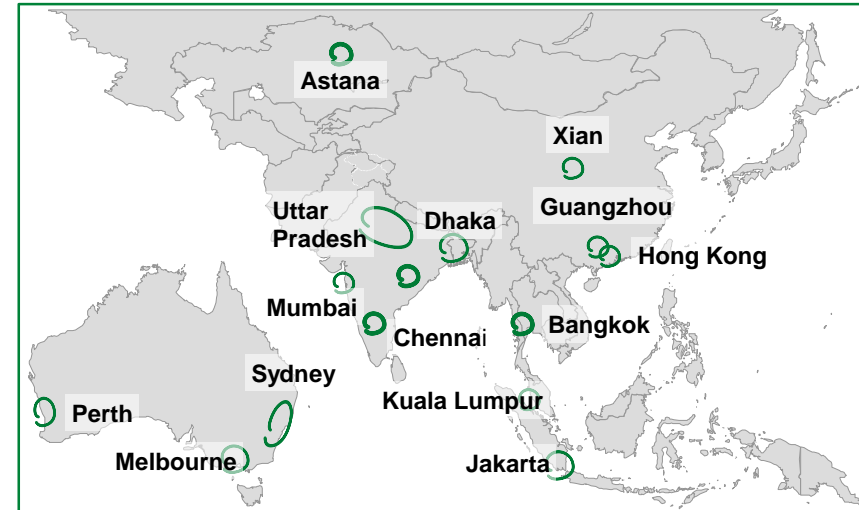 Astana
Xian
Uttar
Pradesh
Dhaka
Guangzhou
Hong Kong
Mumbai
Chennai
Bangkok
Sydney
Kuala Lumpur
Perth
Melbourne
Jakarta